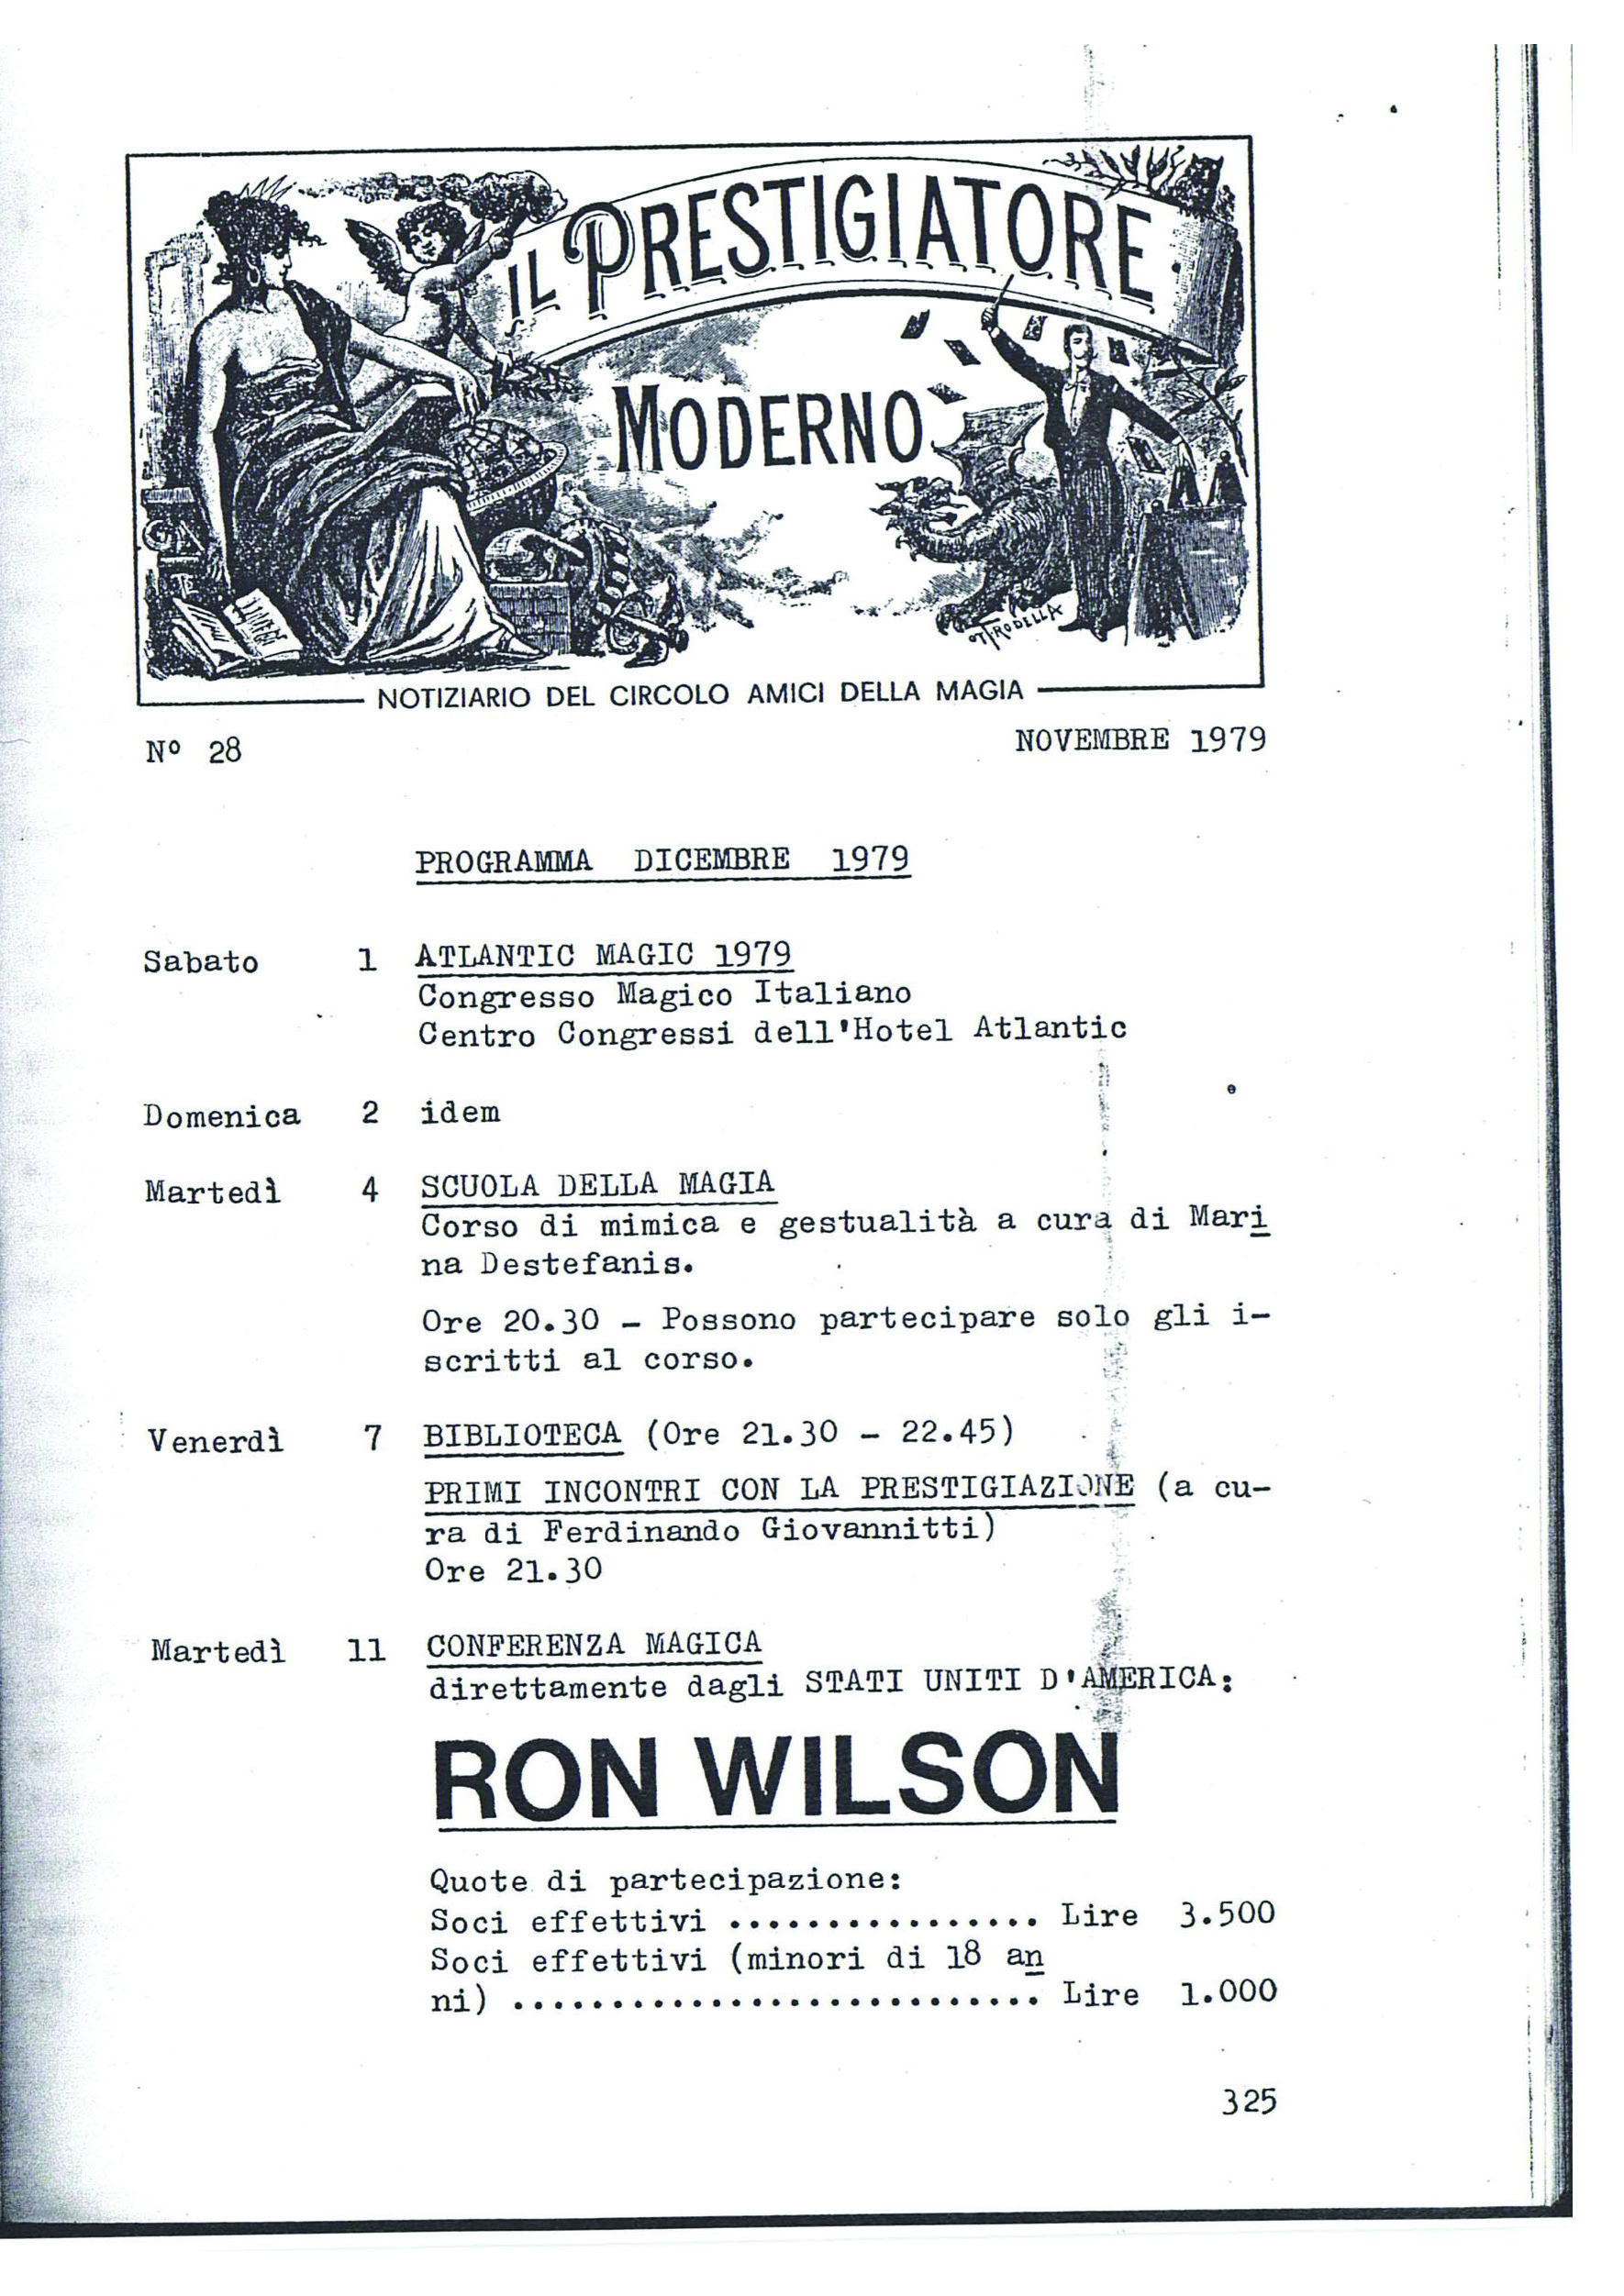 IL PRESTIGIATORE
MODERNO
TIRODELLA
NOTIZIARIO DEL CIRCOLO AMICI DELLA MAGIA
Nº 28 NOVEMBRE 1979
PROGRAMMA DICEMBRE 1979
Sabato 1 ATLANTIC MAGIC 1979
Congresso Magico Italiano
Centro Congressi dell'Hotel Atlantic
Domenica 2 idem
Martedì 4 SCUOLA DELLA MAGIA
Corso di mimica e gestualità a cura di Mari
na Destefanis.
Ore 20.30 - Possono partecipare solo gli i-
scritti al corso.
Venerdì 7 BIBLIOTECA (Ore 21.30 - 22.45)
PRIMI INCONTRI CON LA PRESTIGIAZIONE (a cu-
ra di Ferdinando Giovannitti)
Ore 21.30
Martedì 11 CONFERENZA MAGICA
direttamente dagli STATI UNITI D'AMERICA:
RON WILSON
Quote di partecipazione:
Soci effettivi ................ Lire 3.500
Soci effettivi (minori di 18 an
ni) ........................... Lire 1.000
325